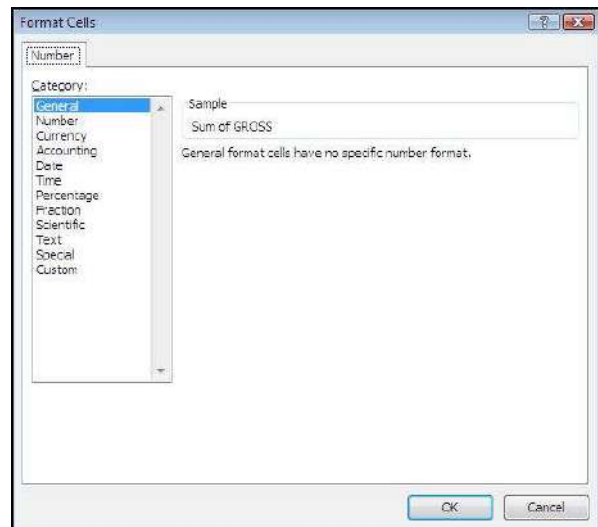 Format Cells
Number
Category:
General
Number
Currency
Accounting
Date
Time
Percentage
Fraction
Scientific
Text
Special
Custom
Sample
Sum of GROSS
General format cells have no specific number format.
OK
Cancel